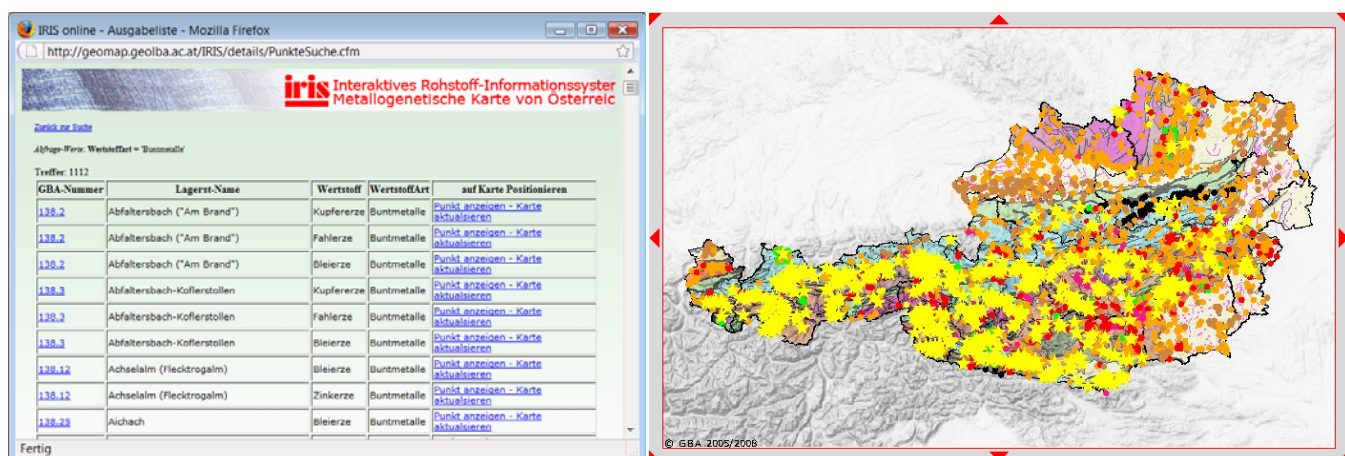 IRIS online - Ausgabeliste - Mozilla Firefox
http://geomap.geolba.ac.at/IRIS/details/PunkteSuche.cfm
iris Interaktives Rohstoff-Informationssyster
Metallogenetische Karte von Österreic
Zurück zur Suche
Abfrage-Werte: Wertstoffart = 'Buntmetalle'
Treffer: 1112
GBA-Nummer Lagerst-Name Wertstoff WertstoffArt auf Karte Positionieren
138.2 Abfaltersbach ("Am Brand") Kupfererze Buntmetalle Punkt anzeigen - Karte
aktualisieren
138.2 Abfaltersbach ("Am Brand") Fahlerze Buntmetalle Punkt anzeigen - Karte
aktualisieren
138.2 Abfaltersbach ("Am Brand") Bleierze Buntmetalle Punkt anzeigen - Karte
aktualisieren
138.3 Abfaltersbach-Koflerstollen Kupfererze Buntmetalle Punkt anzeigen - Karte
aktualisieren
138.3 Abfaltersbach-Koflerstollen Fahlerze Buntmetalle Punkt anzeigen - Karte
aktualisieren
138.3 Abfaltersbach-Koflerstollen Bleierze Buntmetalle Punkt anzeigen - Karte
aktualisieren
138.12 Achselalm (Flecktrogalm) Bleierze Buntmetalle Punkt anzeigen - Karte
aktualisieren
138.12 Achselalm (Flecktrogalm) Zinkerze Buntmetalle Punkt anzeigen - Karte
aktualisieren
138.25 Aichach Bleierze Buntmetalle Punkt anzeigen - Karte
aktualisieren
Fertig
© GBA 2005/2008